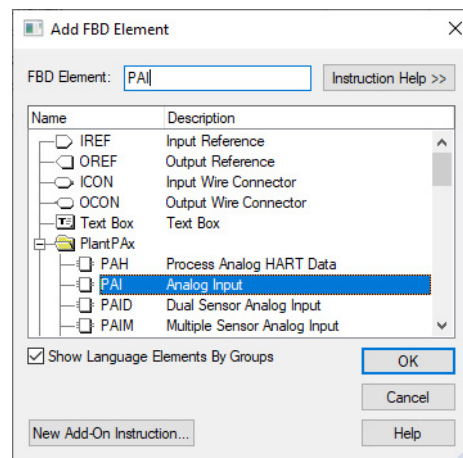 Add FBD Element
FBD Element: PAI Instruction Help >>
Name Description
IREF Input Reference
OREF Output Reference
ICON Input Wire Connector
OCON Output Wire Connector
Text Box Text Box
PlantPAx
PAH Process Analog HART Data
PAI Analog Input
PAID Dual Sensor Analog Input
PAIM Multiple Sensor Analog Input
Show Language Elements By Groups OK
Cancel
New Add-On Instruction... Help